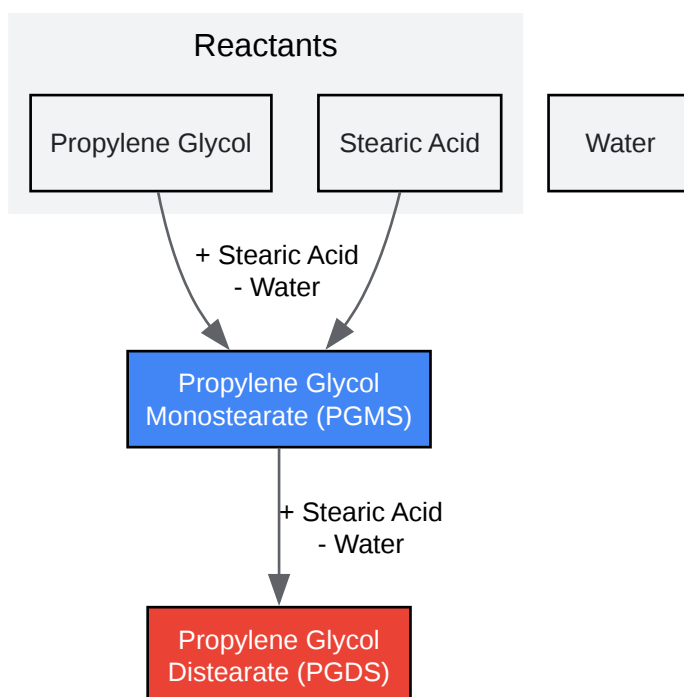 Reactants
Propylene Glycol
Stearic Acid
Water
+ Stearic Acid
- Water
Propylene Glycol
Monostearate (PGMS)
+ Stearic Acid
- Water
Propylene Glycol
Distearate (PGDS)